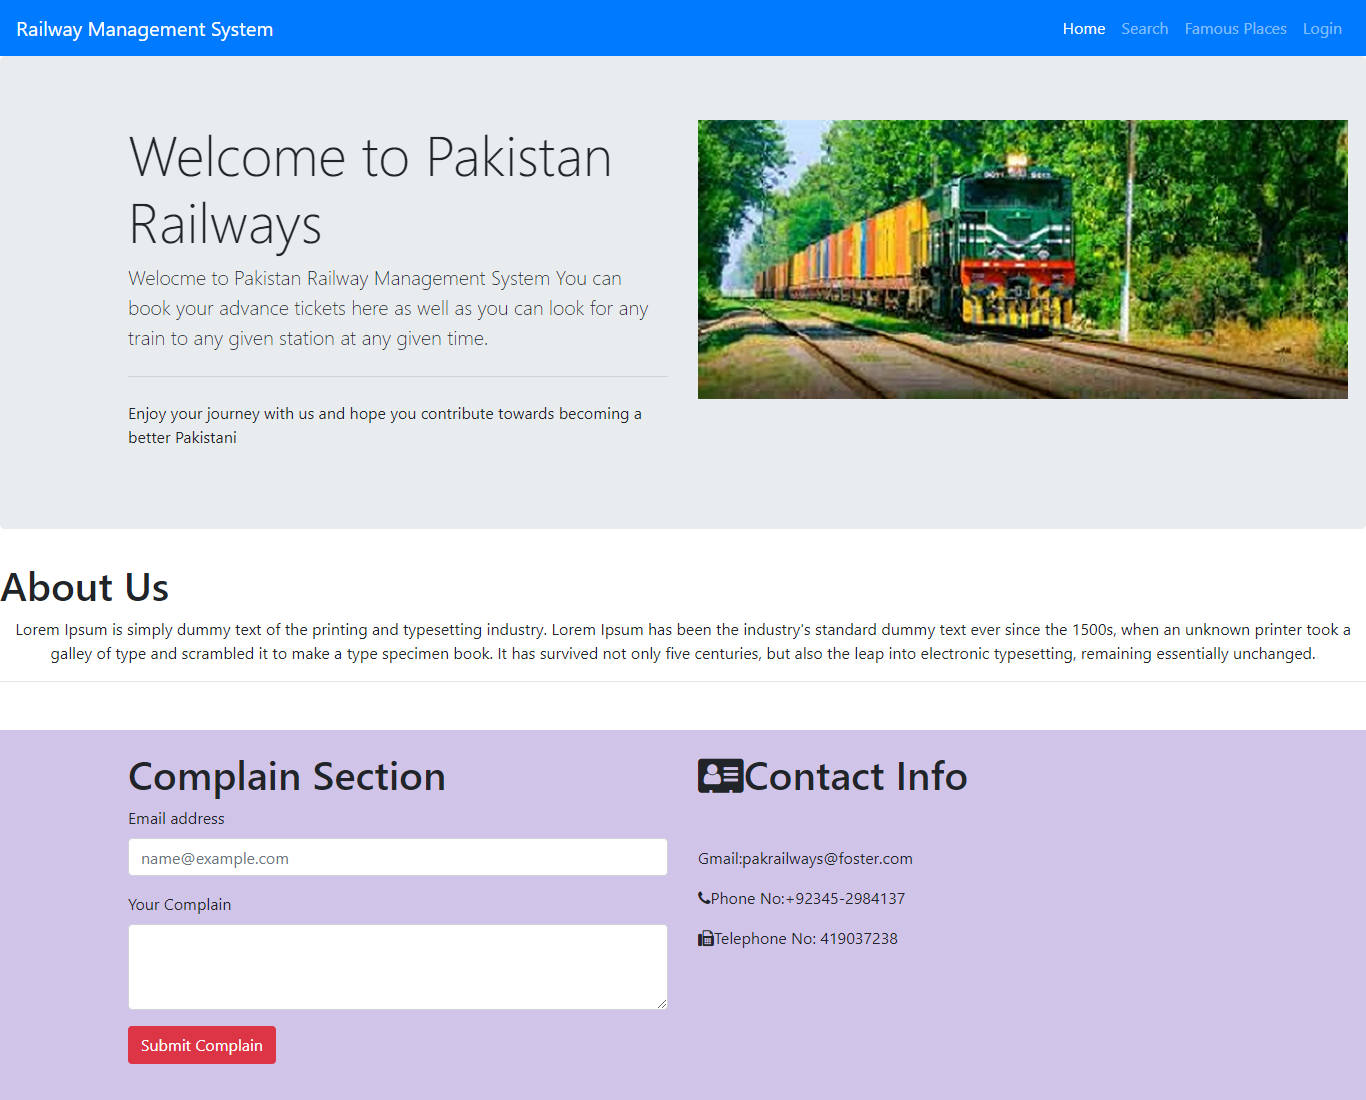 Railway Management System
Home Search Famous Places Login
Welcome to Pakistan
Railways
Welocme to Pakistan Railway Management System You can
book your advance tickets here as well as you can look for any
train to any given station at any given time.
Enjoy your journey with us and hope you contribute towards becoming a
better Pakistani
About Us
Lorem Ipsum is simply dummy text of the printing and typesetting industry. Lorem Ipsum has been the industry's standard dummy text ever since the 1500s, when an unknown printer took a
galley of type and scrambled it to make a type specimen book. It has survived not only five centuries, but also the leap into electronic typesetting, remaining essentially unchanged.
Complain Section
Email address
name@example.com
Your Complain
Submit Complain
Contact Info
Gmail:pakrailways@foster.com
Phone No:+92345-2984137
Telephone No: 419037238